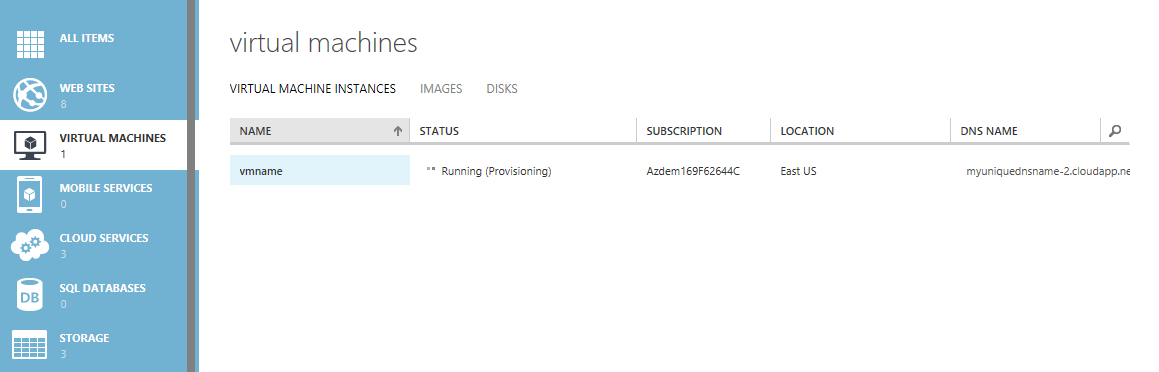 ALL ITEMS
WEB SITES
8
VIRTUAL MACHINES
1
MOBILE SERVICES
0
CLOUD SERVICES
3
DB
SQL DATABASES
0
STORAGE
3
virtual machines
VIRTUAL MACHINE INSTANCES IMAGES DISKS
NAME STATUS SUBSCRIPTION LOCATION DNS NAME
vmname Running (Provisioning) Azdem169F62644C East US myuniquednsname-2.cloudapp.ne